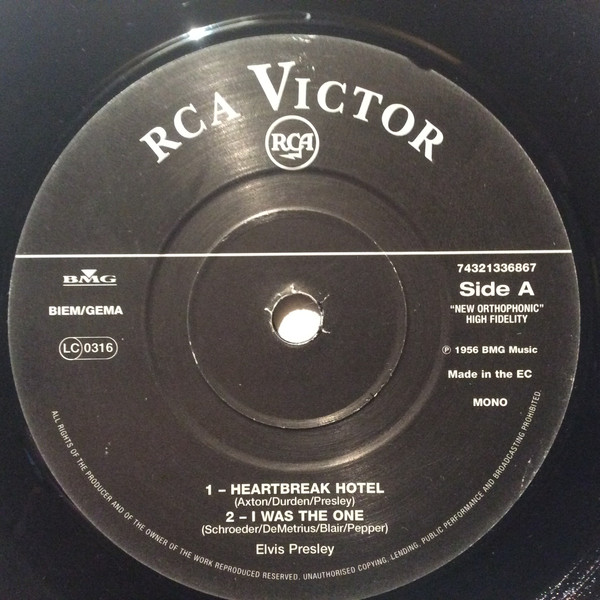 RCA VICTOR
RCA
BMG
BIEM/GEMA
LC 0316
74321336867
Side A
"NEW ORTHOPHONIC"
HIGH FIDELITY
℗ 1956 BMG Music
Made in the EC
MONO
1 – HEARTBREAK HOTEL
(Axton/Durden/Presley)
2 – I WAS THE ONE
(Schroeder/DeMetrius/Blair/Pepper)
Elvis Presley
ALL RIGHTS OF THE PRODUCER AND OF THE OWNER OF THE WORK REPRODUCED RESERVED. UNAUTHORISED COPYING, LENDING, PUBLIC PERFORMANCE AND BROADCASTING PROHIBITED.